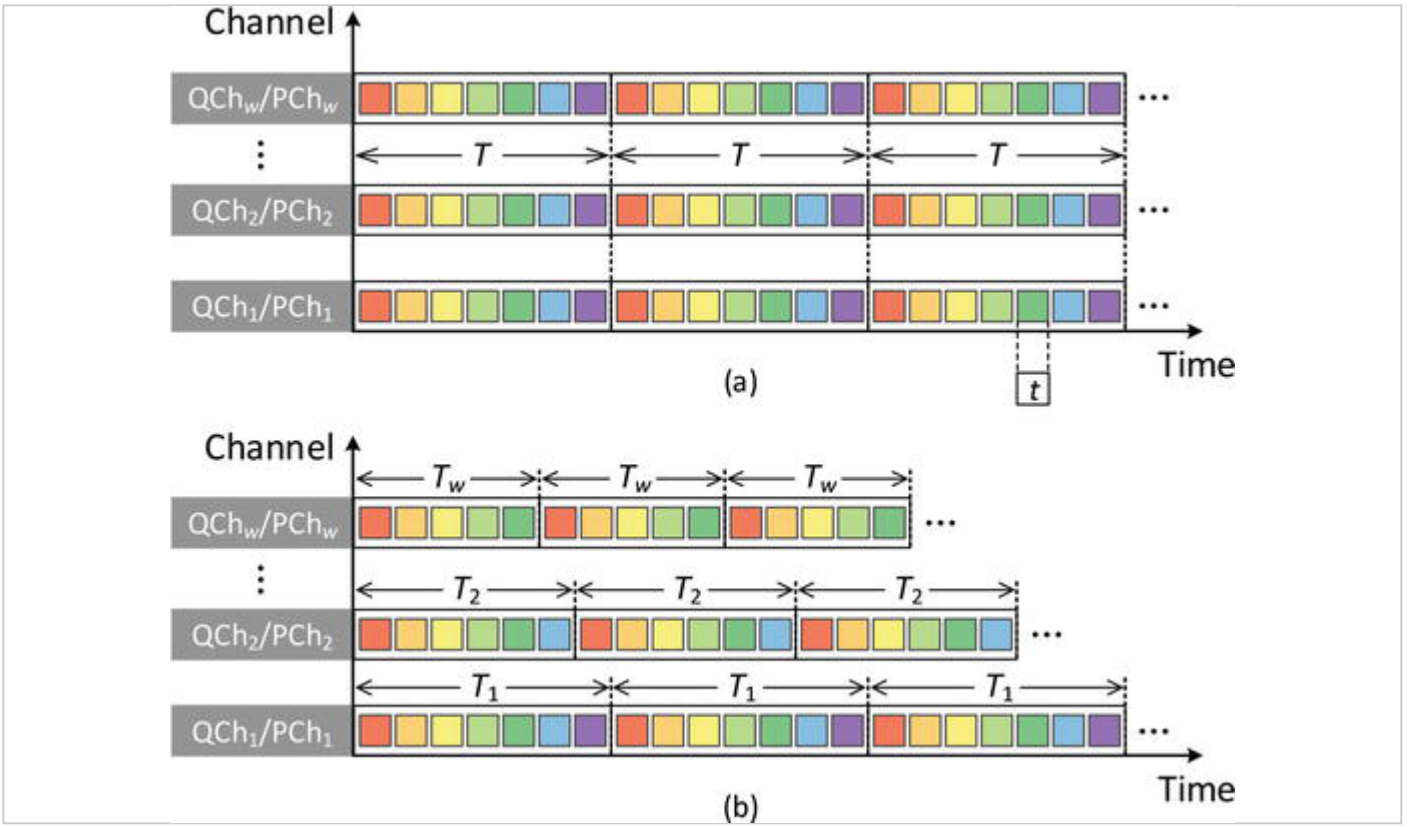 Channel
QChw/PChw ...
⋮ T T T
QCh2/PCh2 ...
QCh1/PCh1 ...
Time
(a)
t
Channel
Tw Tw Tw
QChw/PChw ...
⋮
T2 T2 T2
QCh2/PCh2 ...
T1 T1 T1
QCh1/PCh1 ...
Time
(b)